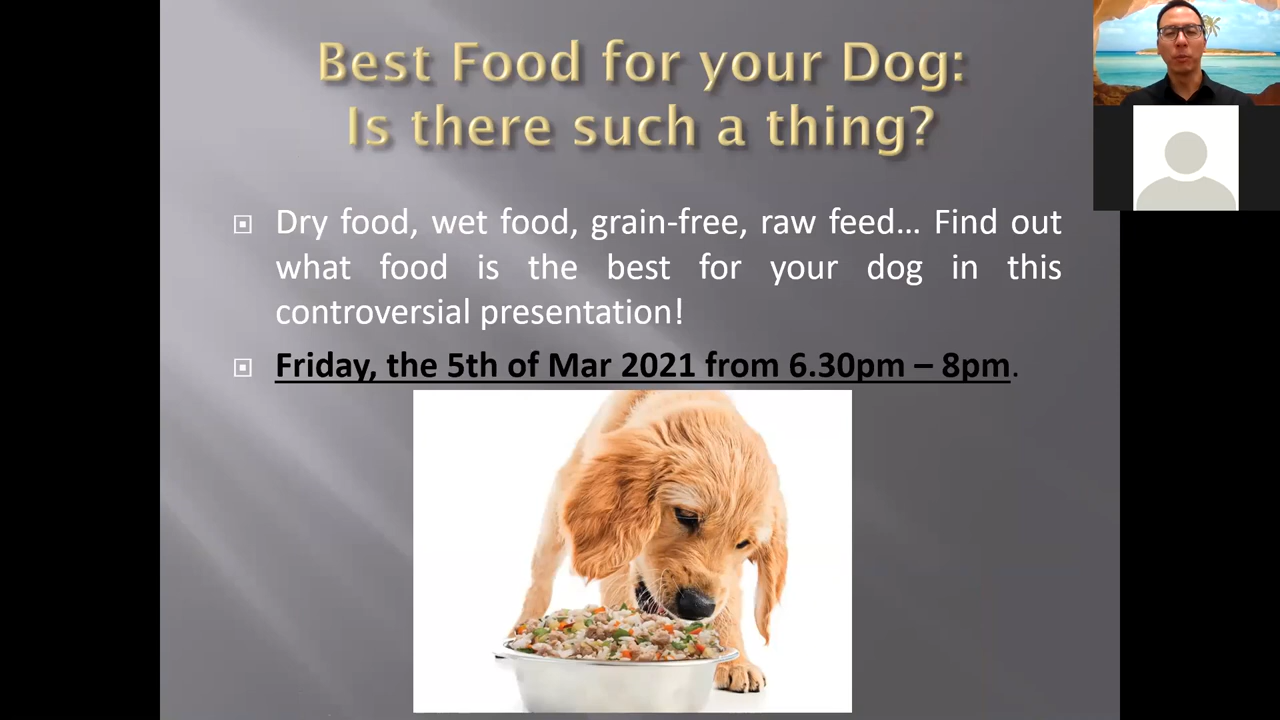 Best Food for your Dog:
Is there such a thing?
Dry food, wet food, grain-free, raw feed... Find out
what food is the best for your dog in this
controversial presentation!
Friday, the 5th of Mar 2021 from 6.30pm – 8pm.